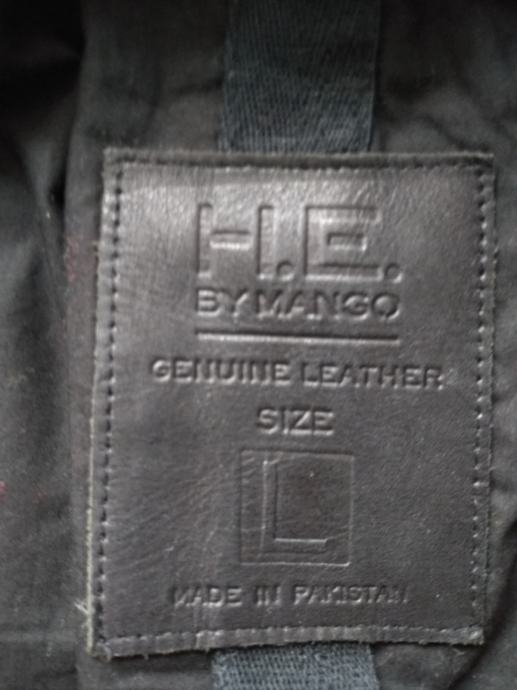 H.E.
BY MANGO
GENUINE LEATHER
SIZE
L
MADE IN PAKISTAN